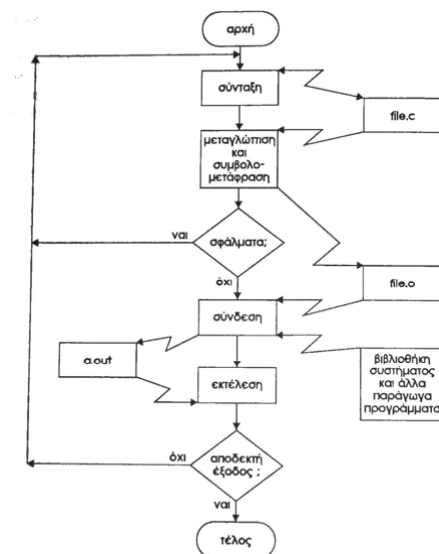 αρχή
σύνταξη
file.c
μεταγλώττιση
και
συμβολο-
μετάφραση
ναι
σφάλματα;
όχι
file.o
σύνδεση
a.out
βιβλιοθήκη
συστήματος
και άλλα
παράγωγα
προγράμματα
εκτέλεση
όχι
αποδεκτή
έξοδος ;
ναι
τέλος